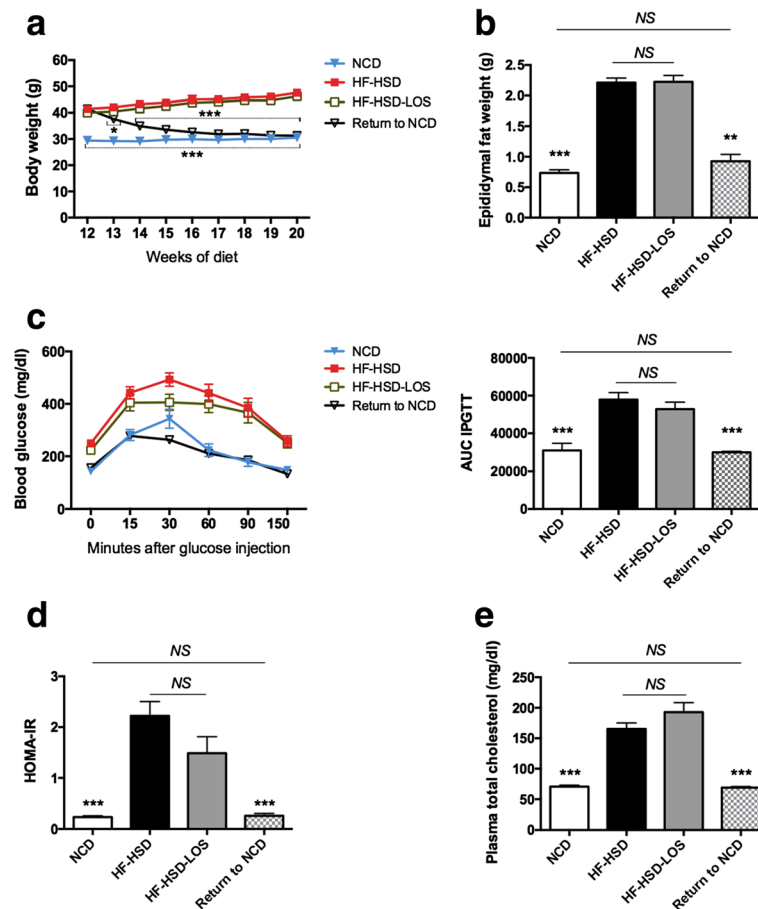 a
Body weight (g)
60
50
40
30
20
10
0
12 13 14 15 16 17 18 19 20
Weeks of diet
*
***
***
NCD
HF-HSD
HF-HSD-LOS
Return to NCD
b
Epididymal fat weight (g)
2.5
2.0
1.5
1.0
0.5
0.0
NS
NS
***
**
NCD
HF-HSD
HF-HSD-LOS
Return to NCD
c
Blood glucose (mg/dl)
600
400
200
0
0 15 30 60 90 150
Minutes after glucose injection
NCD
HF-HSD
HF-HSD-LOS
Return to NCD
AUC IPGTT
80000
60000
40000
20000
0
NS
NS
***
***
NCD
HF-HSD
HF-HSD-LOS
Return to NCD
d
HOMA-IR
3
2
1
0
NS
NS
***
***
NCD
HF-HSD
HF-HSD-LOS
Return to NCD
e
Plasma total cholesterol (mg/dl)
250
200
150
100
50
0
NS
NS
***
***
NCD
HF-HSD
HF-HSD-LOS
Return to NCD